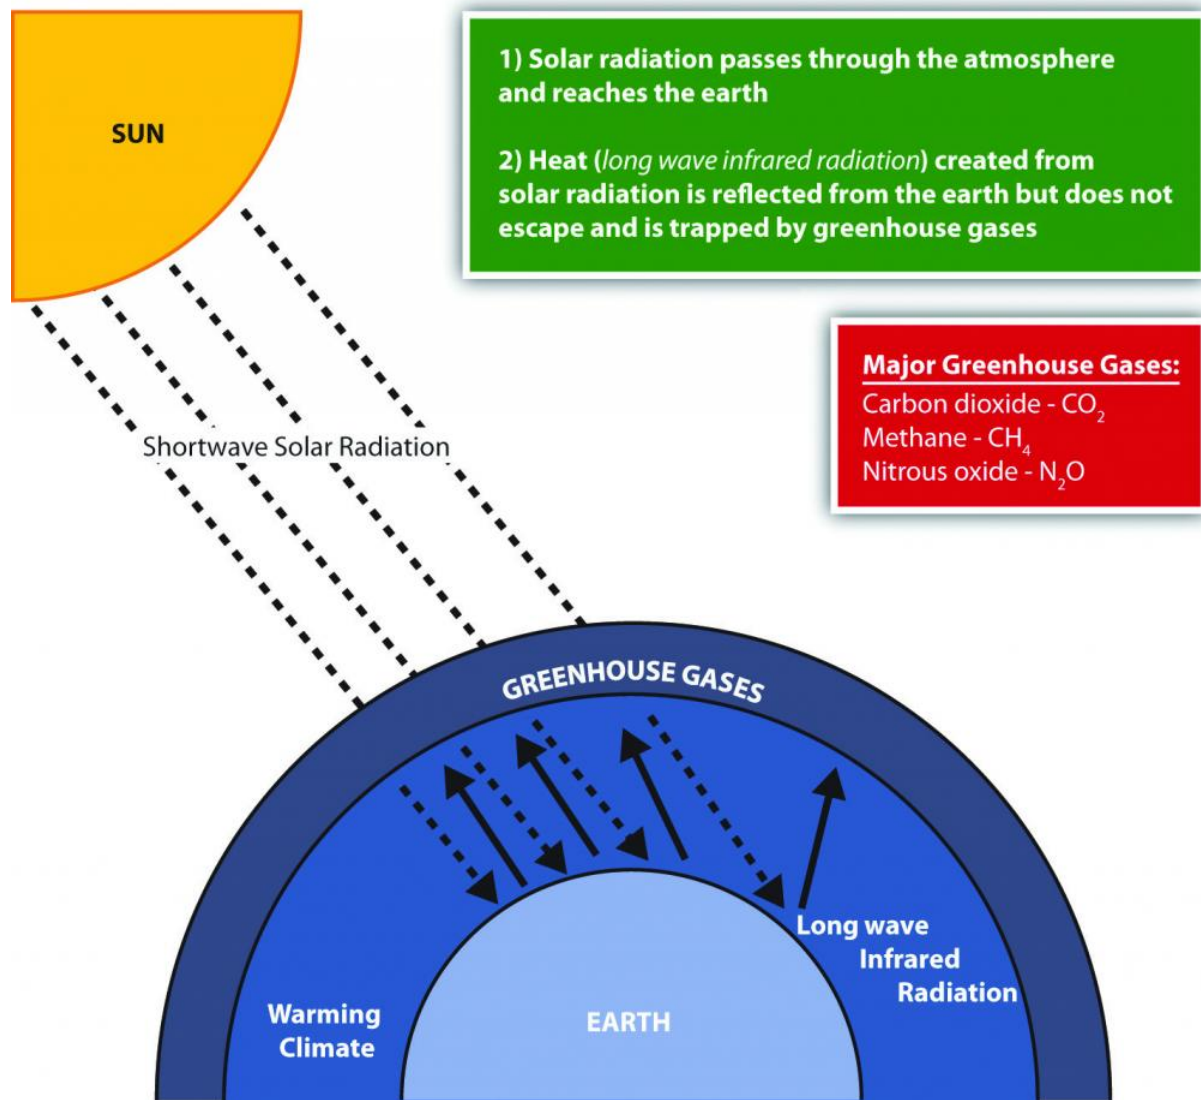 SUN
1) Solar radiation passes through the atmosphere
and reaches the earth
2) Heat (long wave infrared radiation) created from
solar radiation is reflected from the earth but does not
escape and is trapped by greenhouse gases
Major Greenhouse Gases:
Carbon dioxide - CO₂
Methane - CH₄
Nitrous oxide - N₂O
Shortwave Solar Radiation
GREENHOUSE GASES
Long wave
Infrared
Radiation
Warming
Climate
EARTH